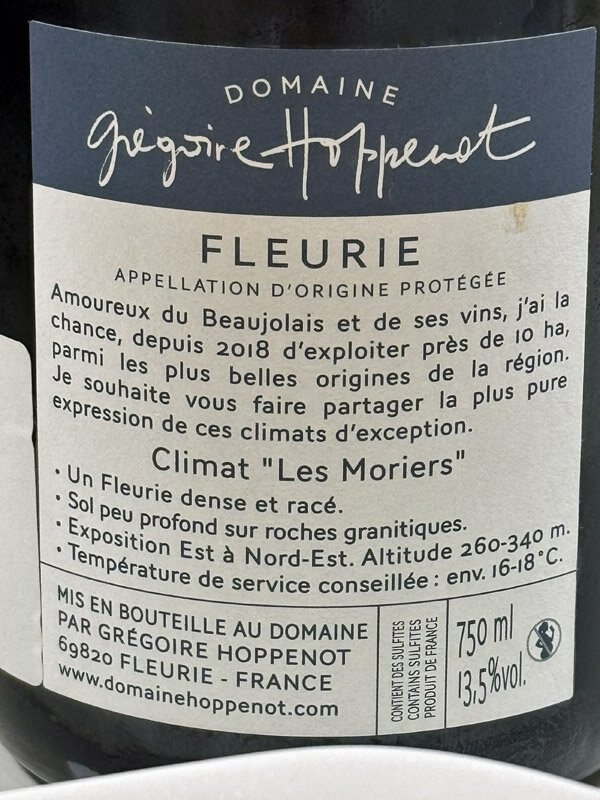 DOMAINE
Grégoire Hoppenot
FLEURIE
APPELLATION D'ORIGINE PROTÉGÉE
Amoureux du Beaujolais et de ses vins, j'ai la
chance, depuis 2018 d'exploiter près de 10 ha,
parmi les plus belles origines de la région.
Je souhaite vous faire partager la plus pure
expression de ces climats d'exception.
Climat "Les Moriers"
• Un Fleurie dense et racé.
• Sol peu profond sur roches granitiques.
• Exposition Est à Nord-Est. Altitude 260-340 m.
• Température de service conseillée : env. 16-18°C.
MIS EN BOUTEILLE AU DOMAINE
PAR GRÉGOIRE HOPPENOT
69820 FLEURIE - FRANCE
www.domainehoppenot.com
CONTIENT DES SULFITES
CONTAINS SULFITES
PRODUIT DE FRANCE
750 ml
13,5%vol.